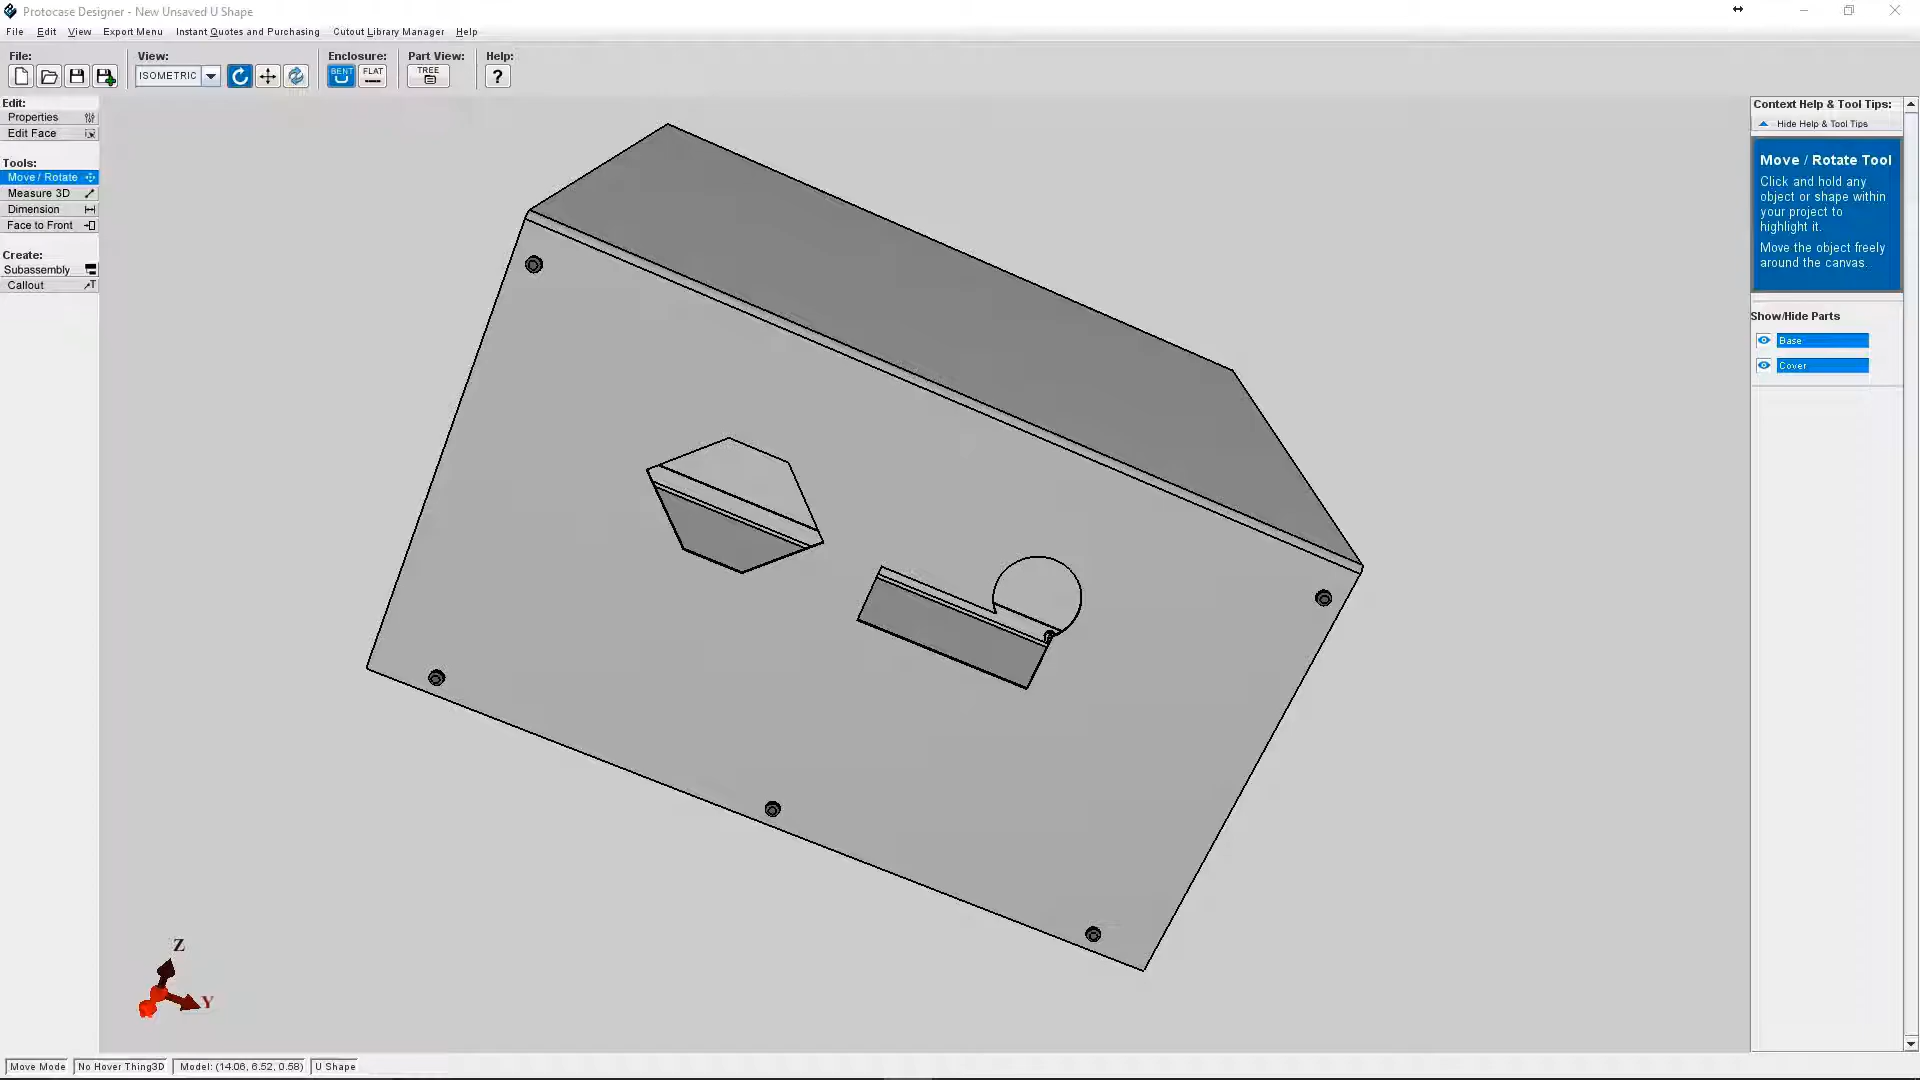 Protocase Designer - New Unsaved U Shape
File Edit View Export Menu Instant Quotes and Purchasing Cutout Library Manager Help
File: View: Enclosure: Part View: Help:
ISOMETRIC BENT FLAT TREE ?
Edit:
Properties
Edit Face
Tools:
Move / Rotate
Measure 3D
Dimension
Face to Front
Create:
Subassembly
Callout
T
Z
Y
Context Help & Tool Tips:
Hide Help & Tool Tips
Move / Rotate Tool
Click and hold any
object or shape within
your project to
highlight it.
Move the object freely
around the canvas.
Show/Hide Parts
Base
Cover
Move Mode No Hover Thing3D Model: (14.06, 6.52, 0.58) U Shape